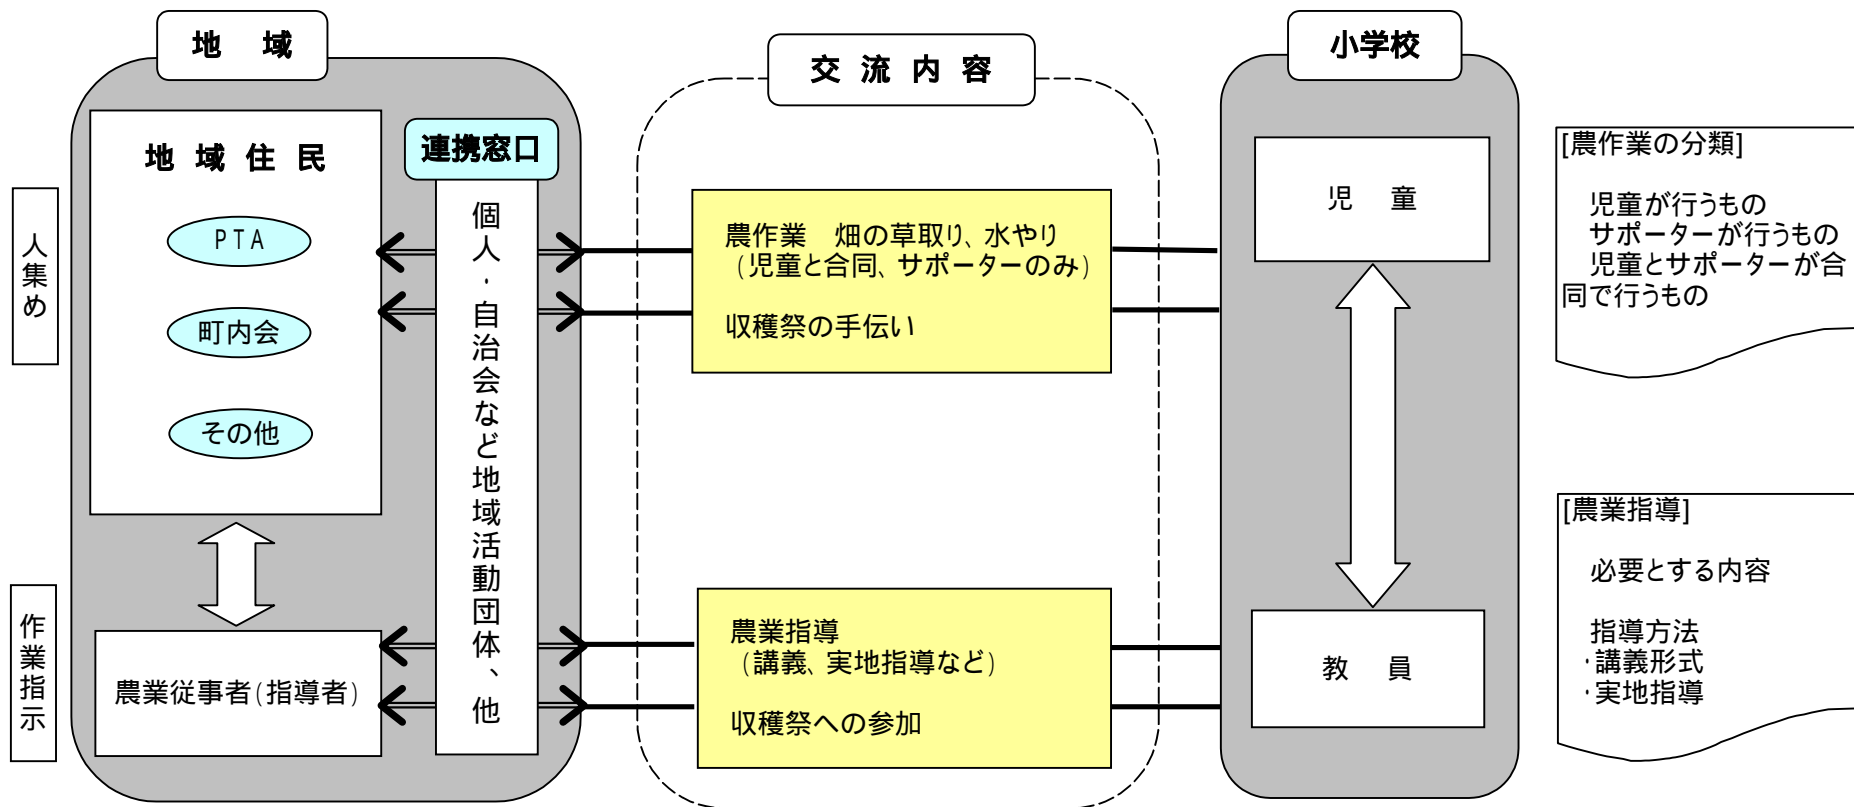 地 域
交 流 内 容
小学校
地 域 住 民
PTA
町内会
その他
連携窓口
個人・自治会など地域活動団体、他
人集め
作業指示
農業従事者(指導者)
農作業 畑の草取り、水やり
(児童と合同、サポーターのみ)
収穫祭の手伝い
農業指導
(講義、実地指導など)
収穫祭への参加
児 童
教 員
[農作業の分類]
児童が行うもの
サポーターが行うもの
児童とサポーターが合
同で行うもの
[農業指導]
必要とする内容
指導方法
・講義形式
・実地指導